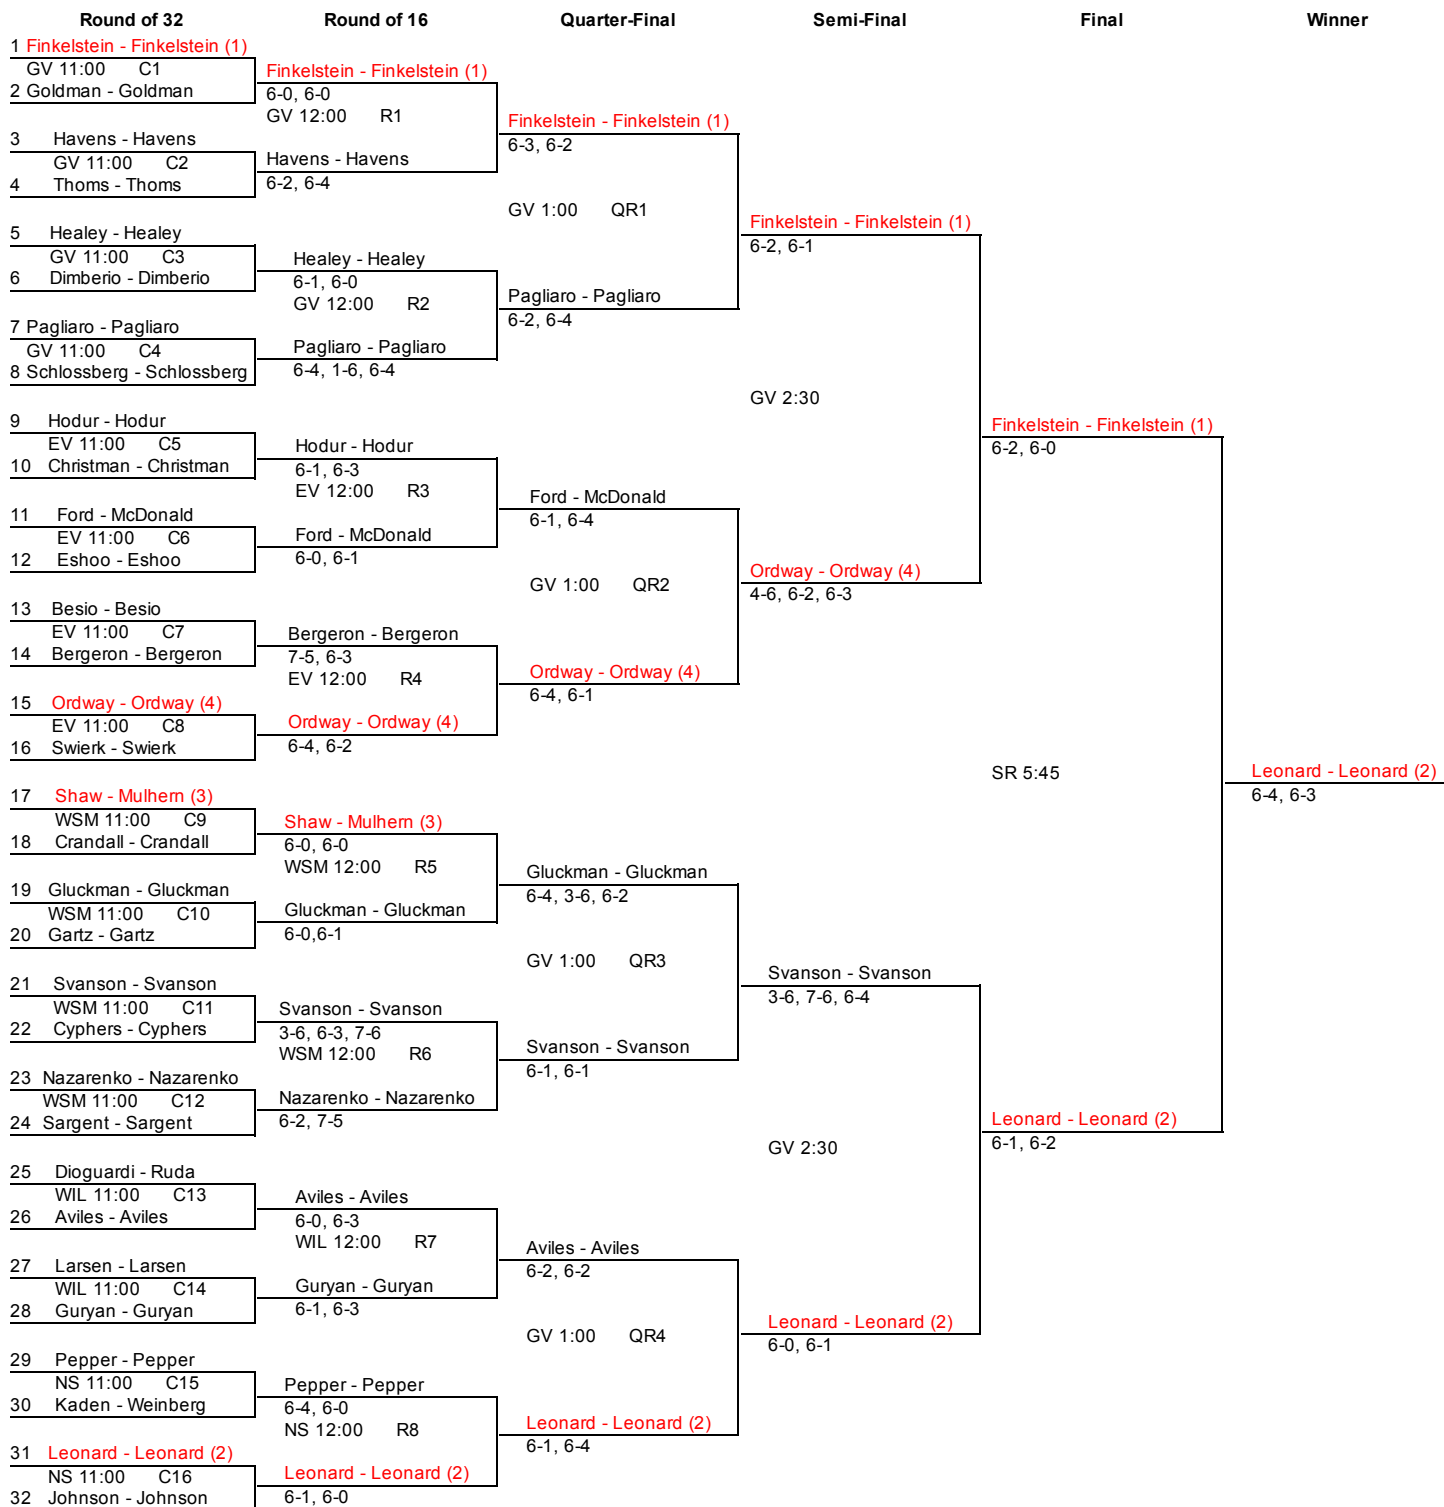 Round of 32 Round of 16 Quarter-Final Semi-Final Final Winner
1 Finkelstein - Finkelstein (1)
GV 11:00 C1
2 Goldman - Goldman
3 Havens - Havens
GV 11:00 C2
4 Thoms - Thoms
5 Healey - Healey
GV 11:00 C3
6 Dimberio - Dimberio
7 Pagliaro - Pagliaro
GV 11:00 C4
8 Schlossberg - Schlossberg
9 Hodur - Hodur
EV 11:00 C5
10 Christman - Christman
11 Ford - McDonald
EV 11:00 C6
12 Eshoo - Eshoo
13 Besio - Besio
EV 11:00 C7
14 Bergeron - Bergeron
15 Ordway - Ordway (4)
EV 11:00 C8
16 Swierk - Swierk
17 Shaw - Mulhern (3)
WSM 11:00 C9
18 Crandall - Crandall
19 Gluckman - Gluckman
WSM 11:00 C10
20 Gartz - Gartz
21 Svanson - Svanson
WSM 11:00 C11
22 Cyphers - Cyphers
23 Nazarenko - Nazarenko
WSM 11:00 C12
24 Sargent - Sargent
25 Dioguardi - Ruda
WIL 11:00 C13
26 Aviles - Aviles
27 Larsen - Larsen
WIL 11:00 C14
28 Guryan - Guryan
29 Pepper - Pepper
NS 11:00 C15
30 Kaden - Weinberg
31 Leonard - Leonard (2)
NS 11:00 C16
32 Johnson - Johnson
Finkelstein - Finkelstein (1)
6-0, 6-0
GV 12:00 R1
Havens - Havens
6-2, 6-4
Healey - Healey
6-1, 6-0
GV 12:00 R2
Pagliaro - Pagliaro
6-4, 1-6, 6-4
Hodur - Hodur
6-1, 6-3
EV 12:00 R3
Ford - McDonald
6-0, 6-1
Bergeron - Bergeron
7-5, 6-3
EV 12:00 R4
Ordway - Ordway (4)
6-4, 6-2
Shaw - Mulhern (3)
6-0, 6-0
WSM 12:00 R5
Gluckman - Gluckman
6-0,6-1
Svanson - Svanson
3-6, 6-3, 7-6
WSM 12:00 R6
Nazarenko - Nazarenko
6-2, 7-5
Aviles - Aviles
6-0, 6-3
WIL 12:00 R7
Guryan - Guryan
6-1, 6-3
Pepper - Pepper
6-4, 6-0
NS 12:00 R8
Leonard - Leonard (2)
6-1, 6-0
Finkelstein - Finkelstein (1)
6-3, 6-2
GV 1:00 QR1
Pagliaro - Pagliaro
6-2, 6-4
Ford - McDonald
6-1, 6-4
GV 1:00 QR2
Ordway - Ordway (4)
6-4, 6-1
Gluckman - Gluckman
6-4, 3-6, 6-2
GV 1:00 QR3
Svanson - Svanson
6-1, 6-1
Aviles - Aviles
6-2, 6-2
GV 1:00 QR4
Leonard - Leonard (2)
6-1, 6-4
Finkelstein - Finkelstein (1)
6-2, 6-1
GV 2:30
Ordway - Ordway (4)
4-6, 6-2, 6-3
Svanson - Svanson
3-6, 7-6, 6-4
GV 2:30
Leonard - Leonard (2)
6-0, 6-1
Finkelstein - Finkelstein (1)
6-2, 6-0
SR 5:45
Leonard - Leonard (2)
6-1, 6-2
Leonard - Leonard (2)
6-4, 6-3